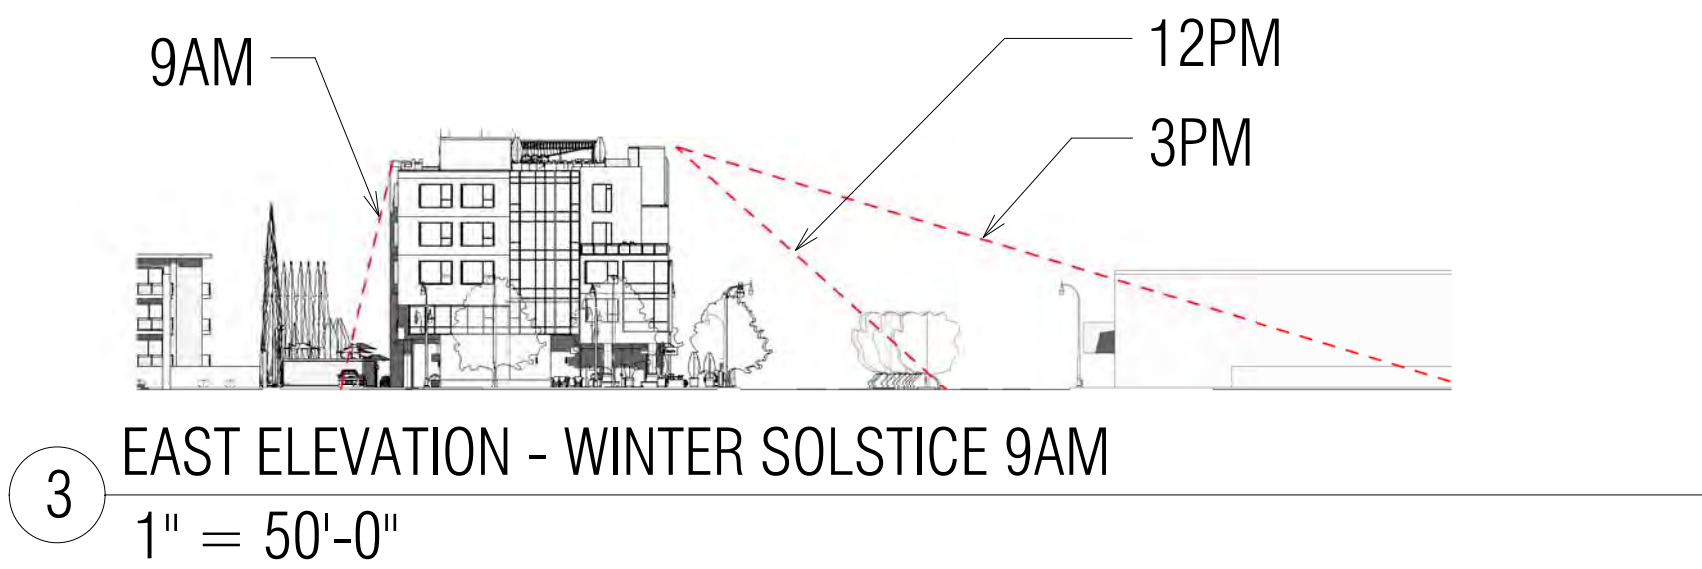 9AM
12PM
3PM
3
EAST ELEVATION - WINTER SOLSTICE 9AM
1" = 50'-0"